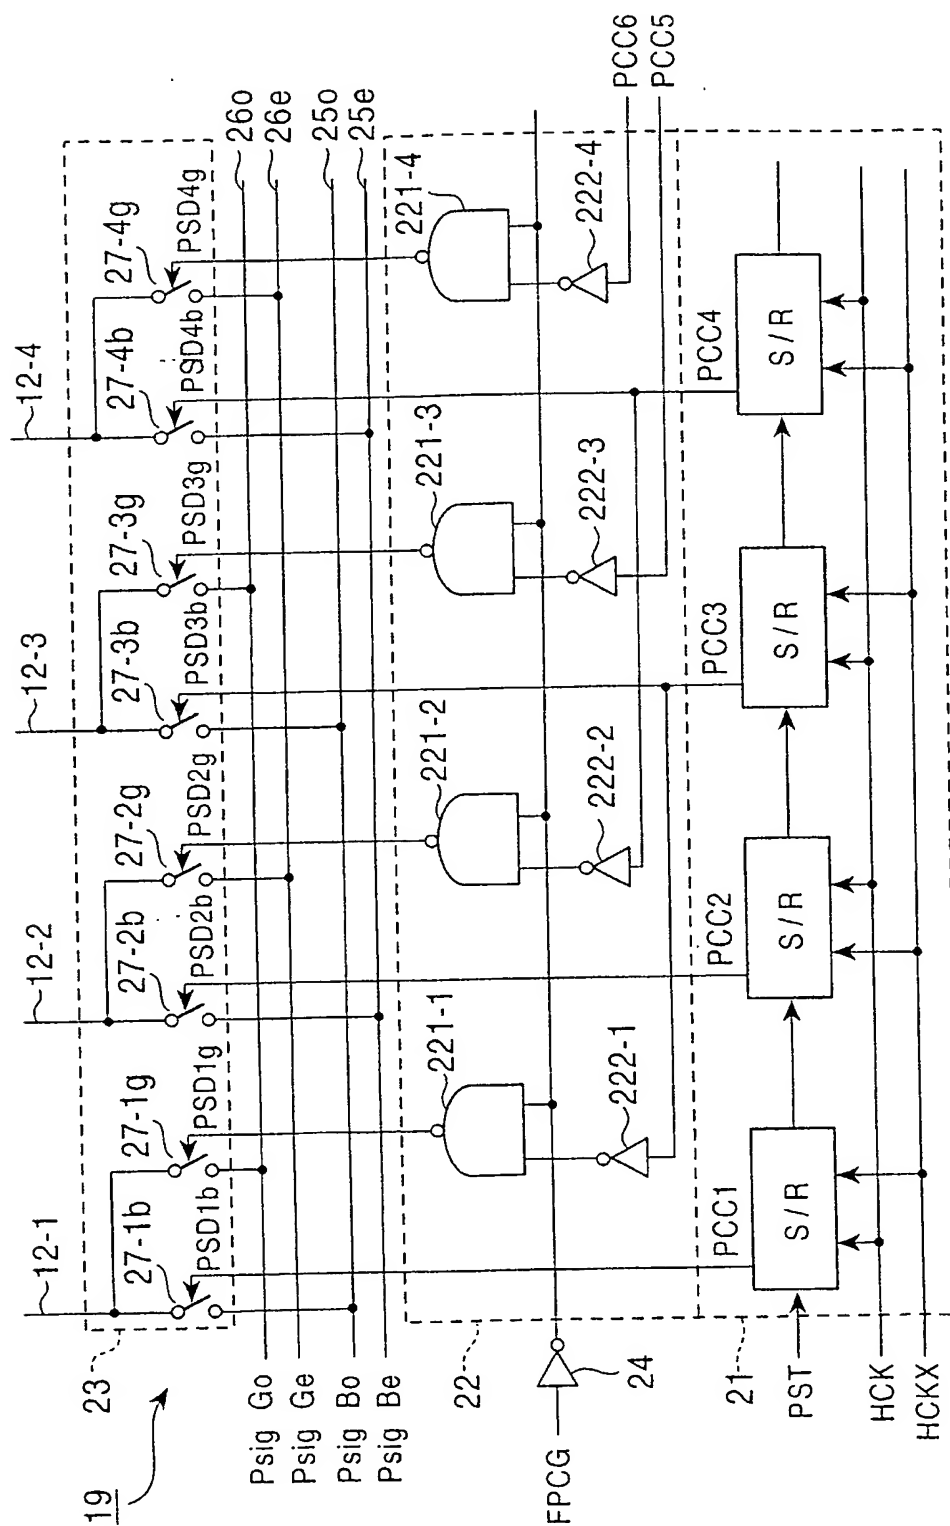 19
23
12-1
12-2
12-3
12-4
27-1b
27-1g
27-2b
27-2g
27-3b
27-3g
27-4b
27-4g
PSD1b
PSD1g
PSD2b
PSD2g
PSD3b
PSD3g
PSD4b
PSD4g
Psig Go
Psig Ge
Psig Bo
Psig Be
26o
26e
25o
25e
22
221-1
221-2
221-3
221-4
222-1
222-2
222-3
222-4
FPCG
24
PCC6
PCC5
21
PCC1
PCC2
PCC3
PCC4
S/R
S/R
S/R
S/R
PST
HCK
HCKX